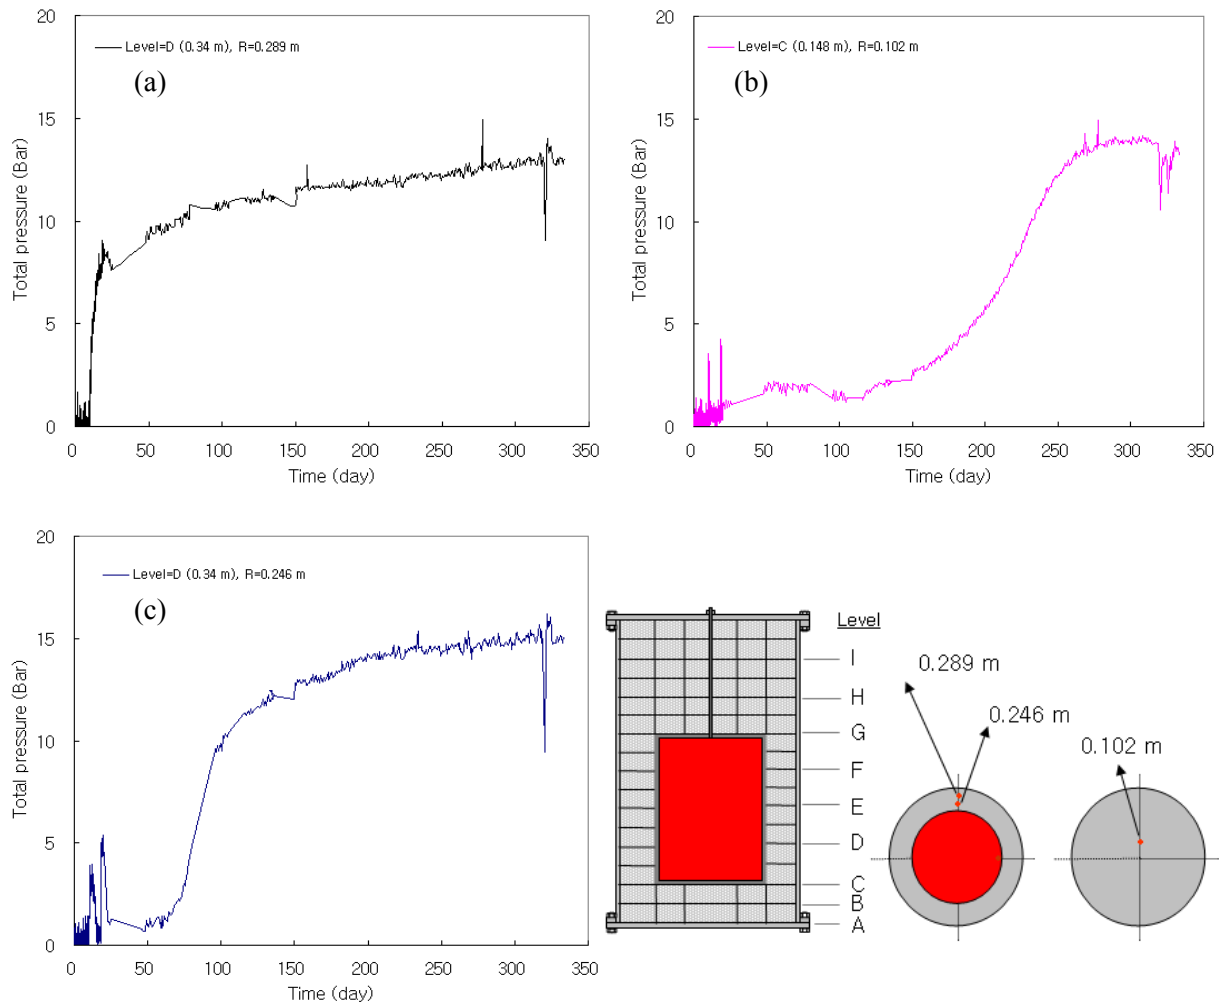 20
15
10
5
0
Total pressure (Bar)
Level=D (0.34 m), R=0.289 m
(a)
0 50 100 150 200 250 300 350
Time (day)
20
15
10
5
0
Total pressure (Bar)
Level=C (0.148 m), R=0.102 m
(b)
0 50 100 150 200 250 300 350
Time (day)
20
15
10
5
0
Total pressure (Bar)
Level=D (0.34 m), R=0.246 m
(c)
0 50 100 150 200 250 300 350
Time (day)
Level
I
H
G
F
E
D
C
B
A
0.289 m
0.246 m
0.102 m